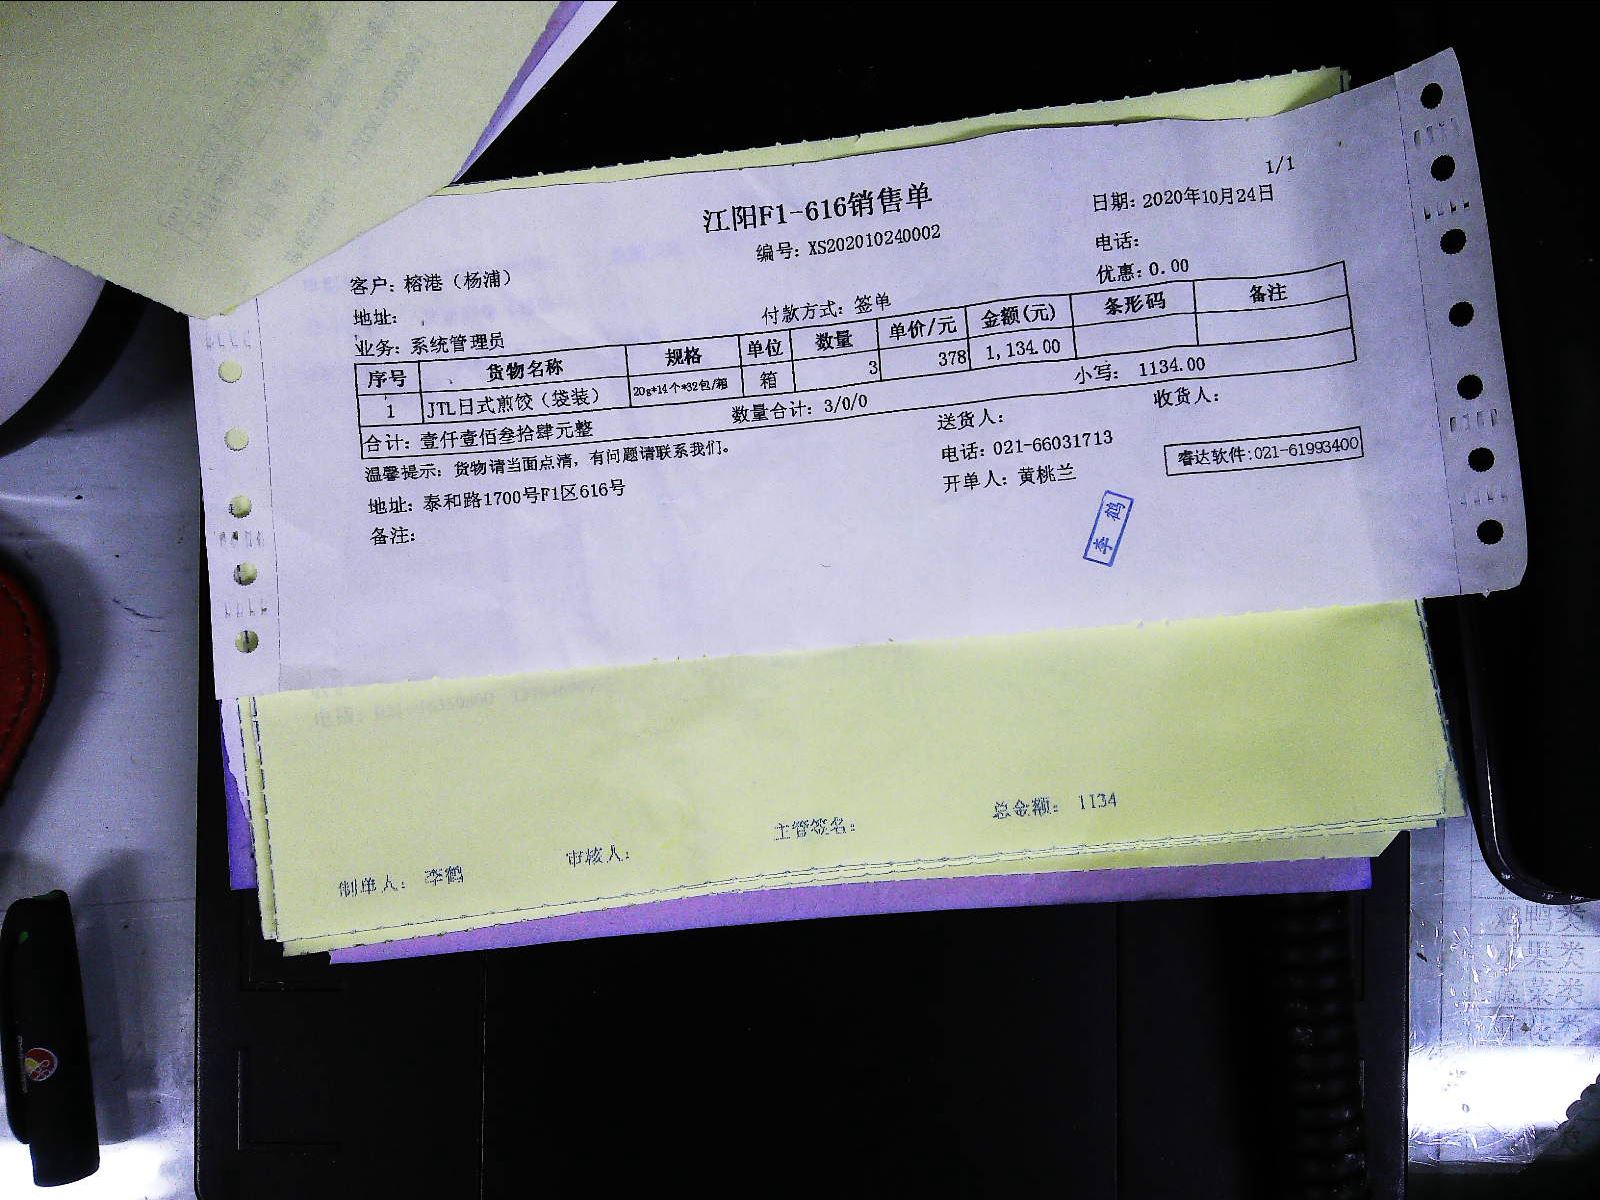 1/1
江阳F1-616销售单
日期: 2020年10月24日
编号: XS202010240002
电话:
客户: 榕港（杨浦）
优惠: 0.00
地址:
付款方式: 签单
业务: 系统管理员
序号 货物名称 规格 单位 数量 单价/元 金额(元) 条形码 备注
1 JTL日式煎饺（袋装） 20g*14个*32包/箱 箱 3 378 1,134.00
合计: 壹仟壹佰叁拾肆元整 数量合计: 3/0/0 小写: 1134.00
温馨提示: 货物请当面点清，有问题请联系我们。 送货人: 收货人:
地址: 泰和路1700号F1区616号 电话: 021-66031713 睿达软件:021-61993400
备注: 开单人: 黄桃兰
李鹤
制单人: 李鹤 审核人: 主管签名: 总金额: 1134
鸡鸭类
水果类
蔬菜类